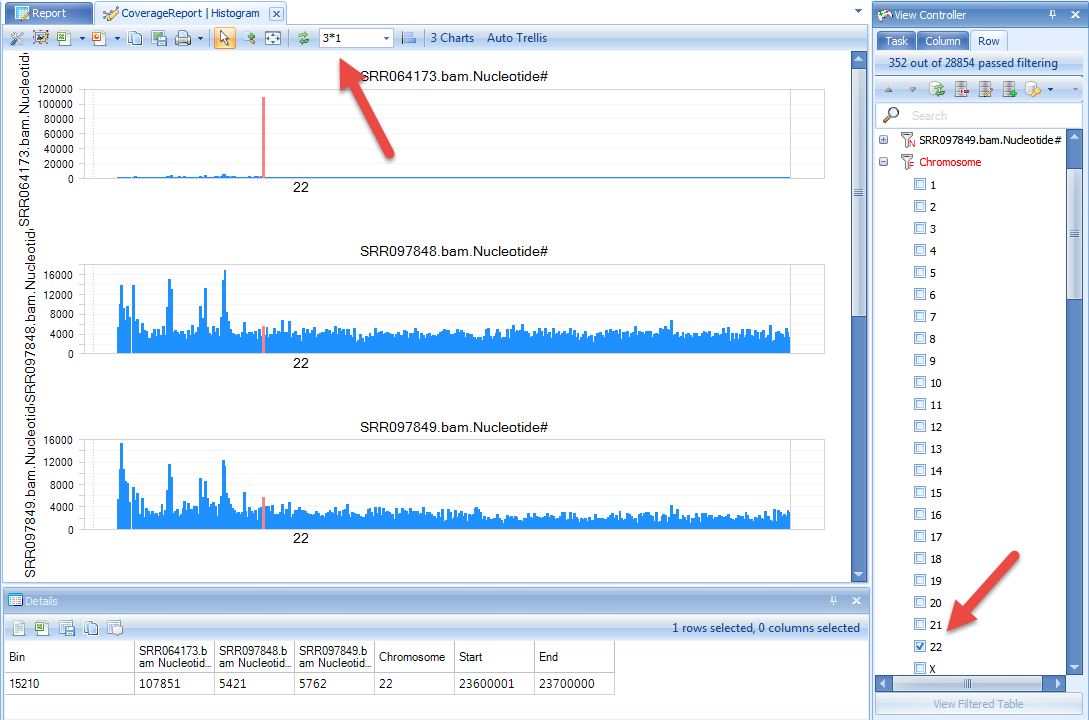 Report
CoverageReport | Histogram
3*1
3 Charts
Auto Trellis
SRR064173.bam.Nucleotide#
SRR064173.bam.Nucleotide
120000
100000
80000
60000
40000
20000
0
22
SRR097848.bam.Nucleotide#
SRR097848.bam.Nucleotid
16000
12000
8000
4000
0
22
SRR097849.bam.Nucleotide#
SRR097849.bam.Nucleotid
16000
12000
8000
4000
0
22
Details
1 rows selected, 0 columns selected
Bin
SRR064173.b
am Nucleotid...
SRR097848.b
am Nucleotid...
SRR097849.b
am Nucleotid...
Chromosome
Start
End
15210
107851
5421
5762
22
23600001
23700000
View Controller
Task
Column
Row
352 out of 28854 passed filtering
Search
SRR097849.bam.Nucleotide#
Chromosome
1
2
3
4
5
6
7
8
9
10
11
12
13
14
15
16
17
18
19
20
21
22
X
View Filtered Table